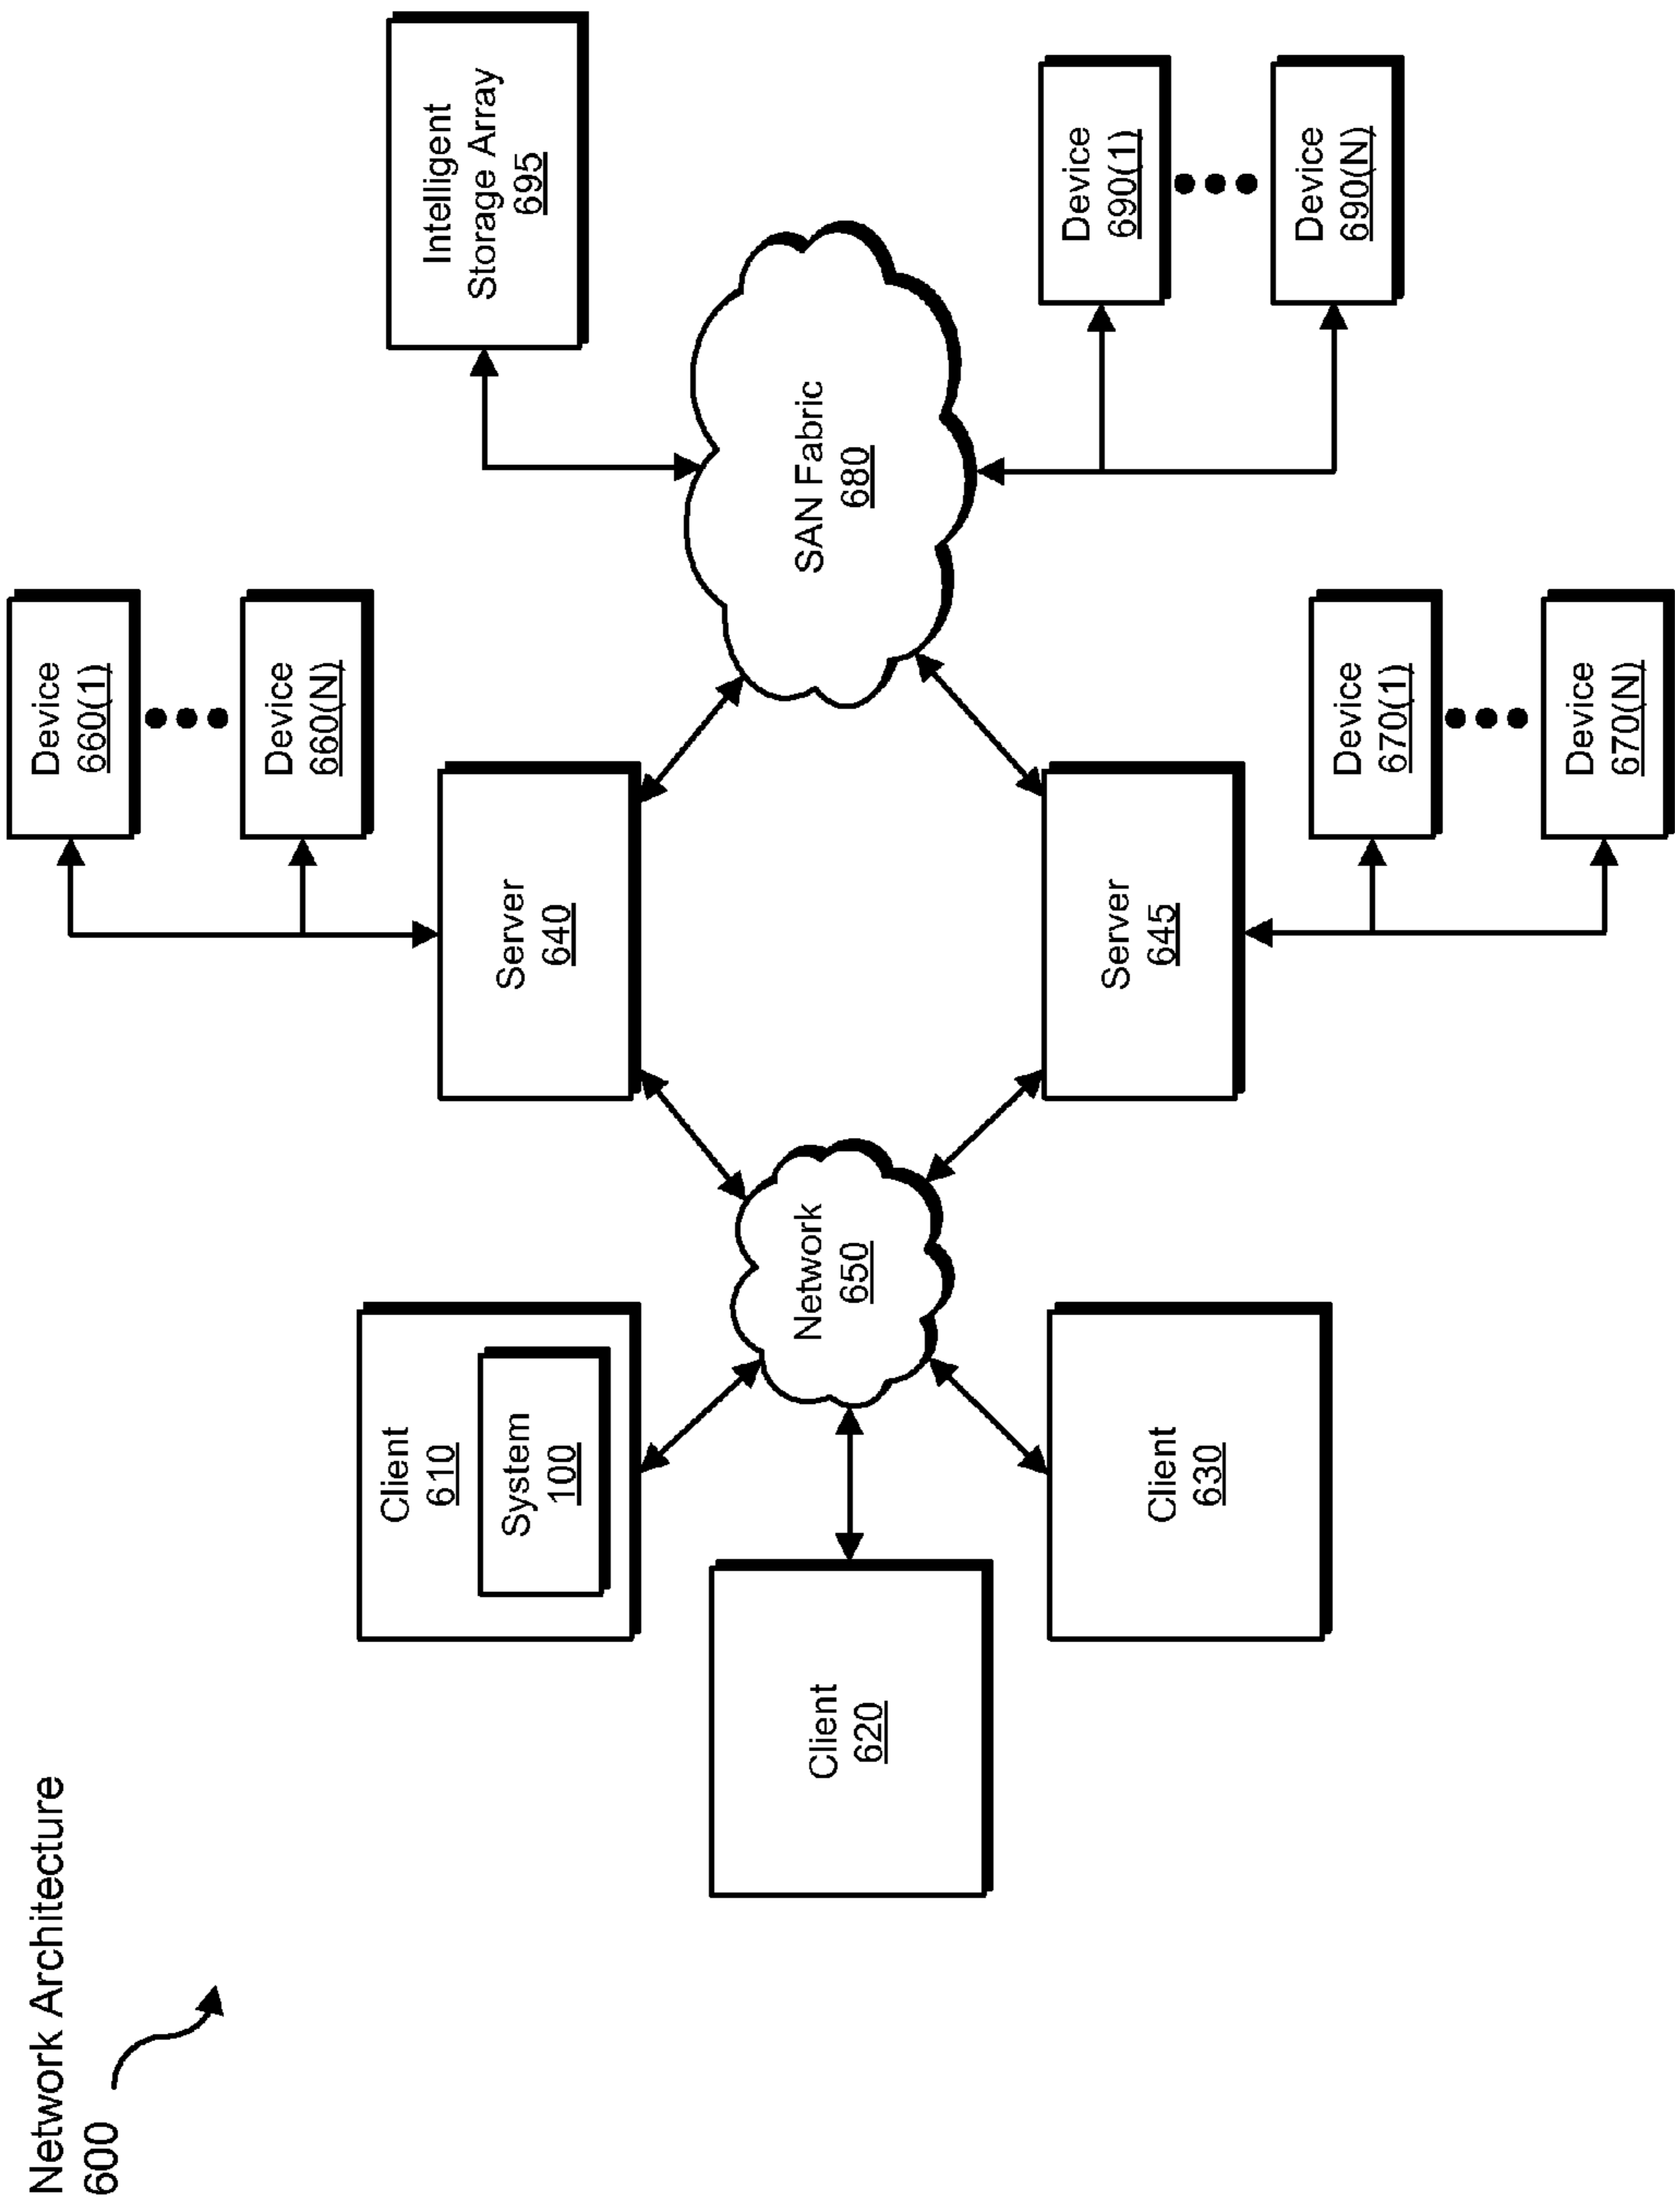 Network Architecture
600
Client
610
System
100
Client
620
Client
630
Network
650
Server
640
Server
645
Device
660(1)
Device
660(N)
Device
670(1)
Device
670(N)
SAN Fabric
680
Intelligent
Storage Array
695
Device
690(1)
Device
690(N)